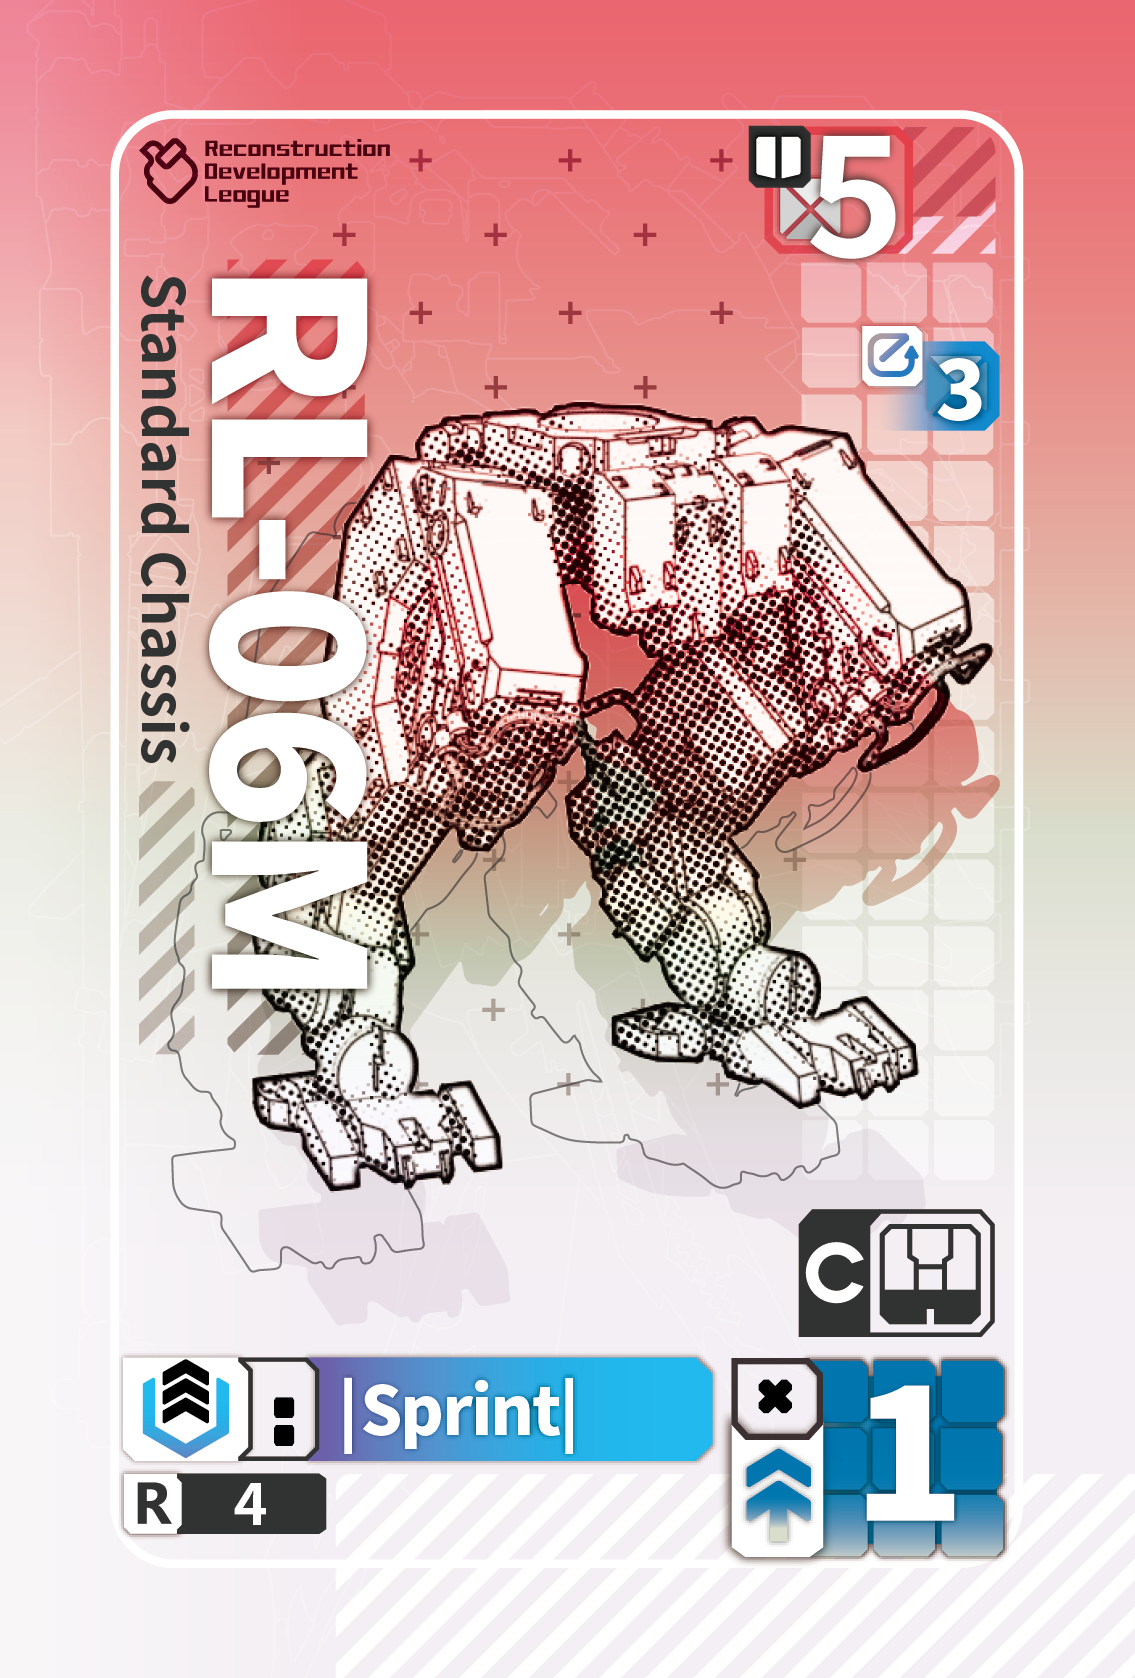 Reconstruction
Development
League
5
3
RL-06M
Standard Chassis
C
|Sprint|
1
R 4